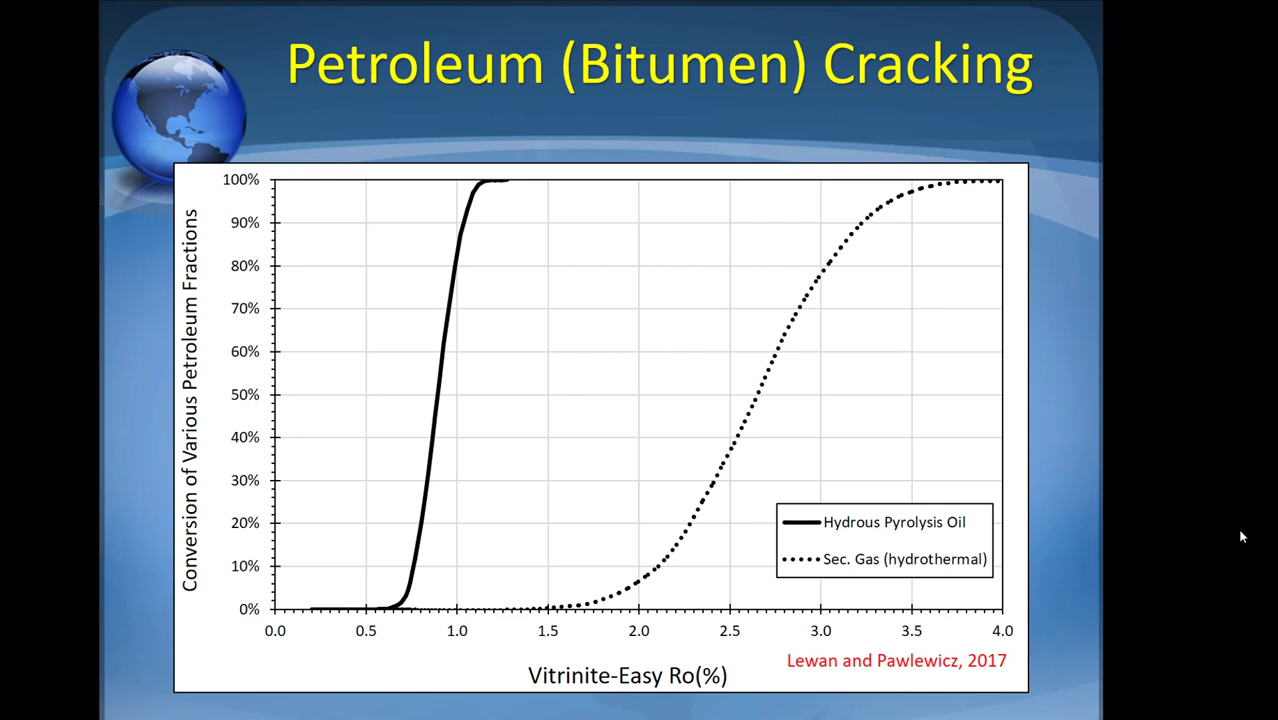 Petroleum (Bitumen) Cracking
Conversion of Various Petroleum Fractions
100%
90%
80%
70%
60%
50%
40%
30%
20%
10%
0%
0.0 0.5 1.0 1.5 2.0 2.5 3.0 3.5 4.0
Hydrous Pyrolysis Oil
Sec. Gas (hydrothermal)
Vitrinite-Easy Ro(%)
Lewan and Pawlewicz, 2017